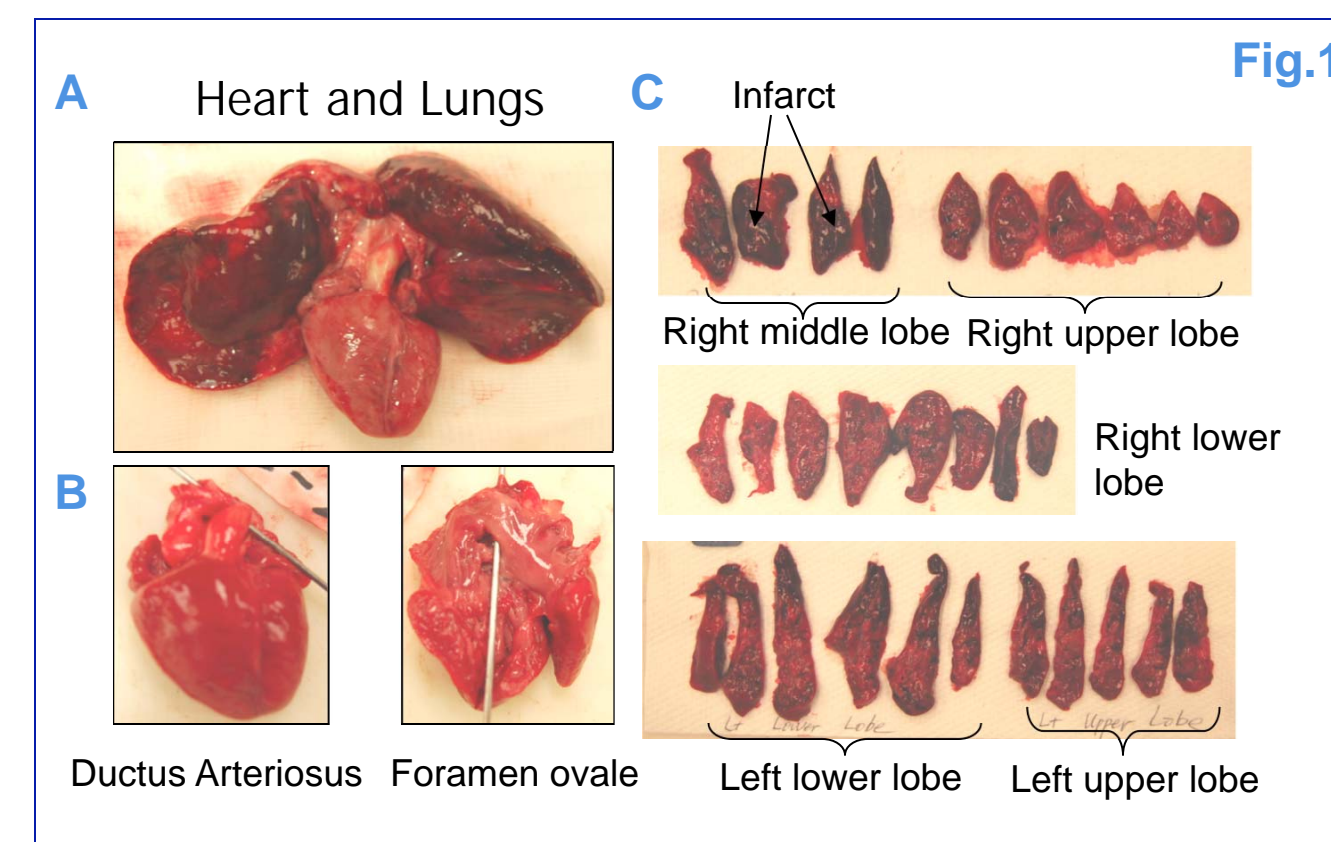 Fig.1
A
Heart and Lungs
C
Infarct
Right middle lobe
Right upper lobe
Right lower
lobe
B
Lt Lower Lobe
Lt Upper Lobe
Ductus Arteriosus
Foramen ovale
Left lower lobe
Left upper lobe